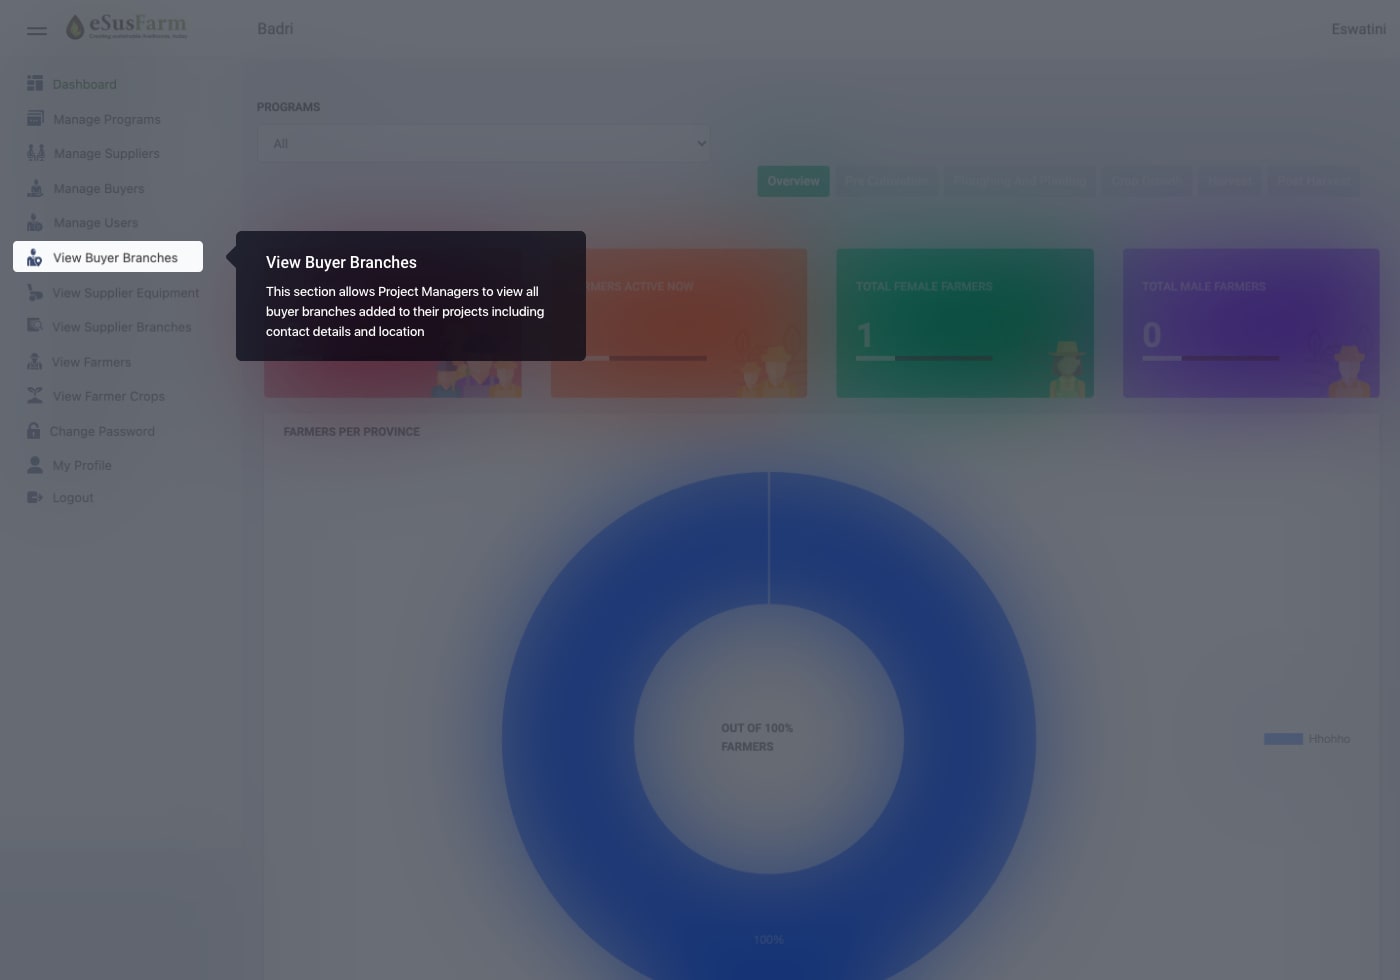 eSusFarm
Badri
Eswatini
Dashboard
Manage Programs
Manage Suppliers
Manage Buyers
Manage Users
View Buyer Branches
View Supplier Equipment
View Supplier Branches
View Farmers
View Farmer Crops
Change Password
My Profile
Logout
PROGRAMS
All
Overview
Pre Cultivation
Ploughing And Planting
Crop Growth
Harvest
Post Harvest
View Buyer Branches
This section allows Project Managers to view all
buyer branches added to their projects including
contact details and location
ACTIVE NOW
TOTAL FEMALE FARMERS
1
TOTAL MALE FARMERS
0
FARMERS PER PROVINCE
OUT OF 100%
FARMERS
Hhohho
100%